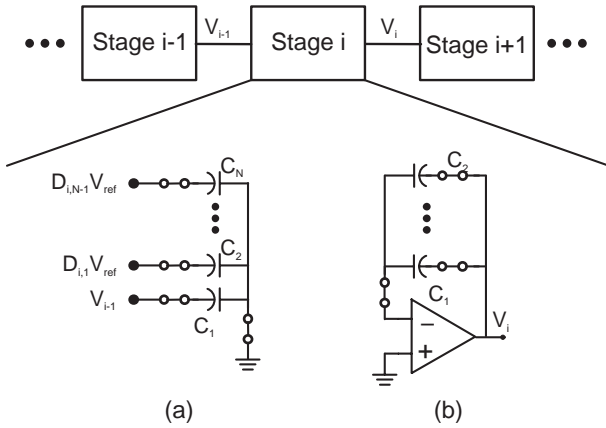 Stage i-1 V_{i-1} Stage i V_i Stage i+1
D_{i,N-1}V_{ref} C_N C_2
D_{i,1}V_{ref} C_2
V_{i-1} C_1 C_1
− V_i
+
(a) (b)